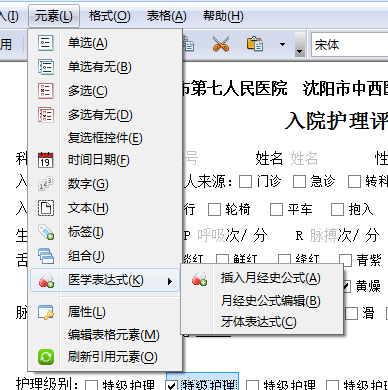 (I) 元素(L) 格式(O) 表格(A) 帮助(H)
用 宋体
单选(A)
单选有无(B)
多选(C)
多选有无(D)
复选框控件(E)
时间日期(F)
数字(G)
文本(H)
标签(I)
组合(J)
医学表达式(K)
属性(L)
编辑表格元素(M)
刷新引用元素(O)
插入月经史公式(A)
月经史公式编辑(B)
牙体表达式(C)
市第七人民医院 沈阳市中西医
入院护理评
科 号 姓名 姓名 性
入 人来源: 门诊 急诊 转科
入 行 轮椅 平车 抱入
生 P 呼吸次/分 R 脉搏次/分
舌 淡红 鲜红 绛红 青紫
黄燥
脉 滑
护理级别: 特级护理 特级护理